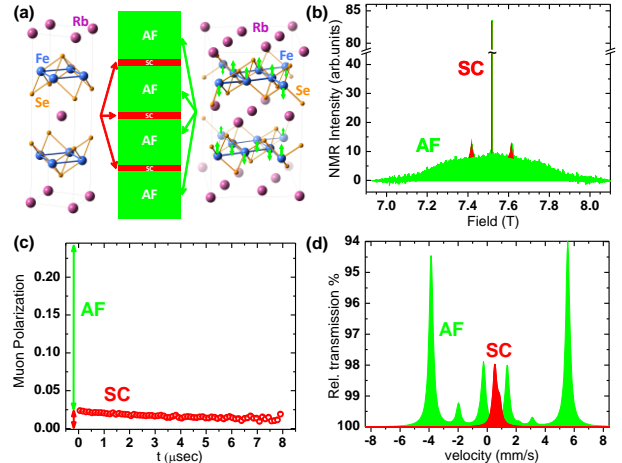 (a)
Rb
Fe
Se
AF
SC
AF
SC
AF
SC
AF
Rb
Fe
Se
(b)
NMR Intensity (arb.units)
85
80
40
30
20
10
0
SC
AF
7.0 7.2 7.4 7.6 7.8 8.0
Field (T)
(c)
Muon Polarization
0.20
0.15
0.10
0.05
0.00
AF
SC
0 1 2 3 4 5 6 7 8 9
t (μsec)
(d)
Rel. transmission %
94
95
96
97
98
99
100
AF
SC
-8 -6 -4 -2 0 2 4 6 8
velocity (mm/s)